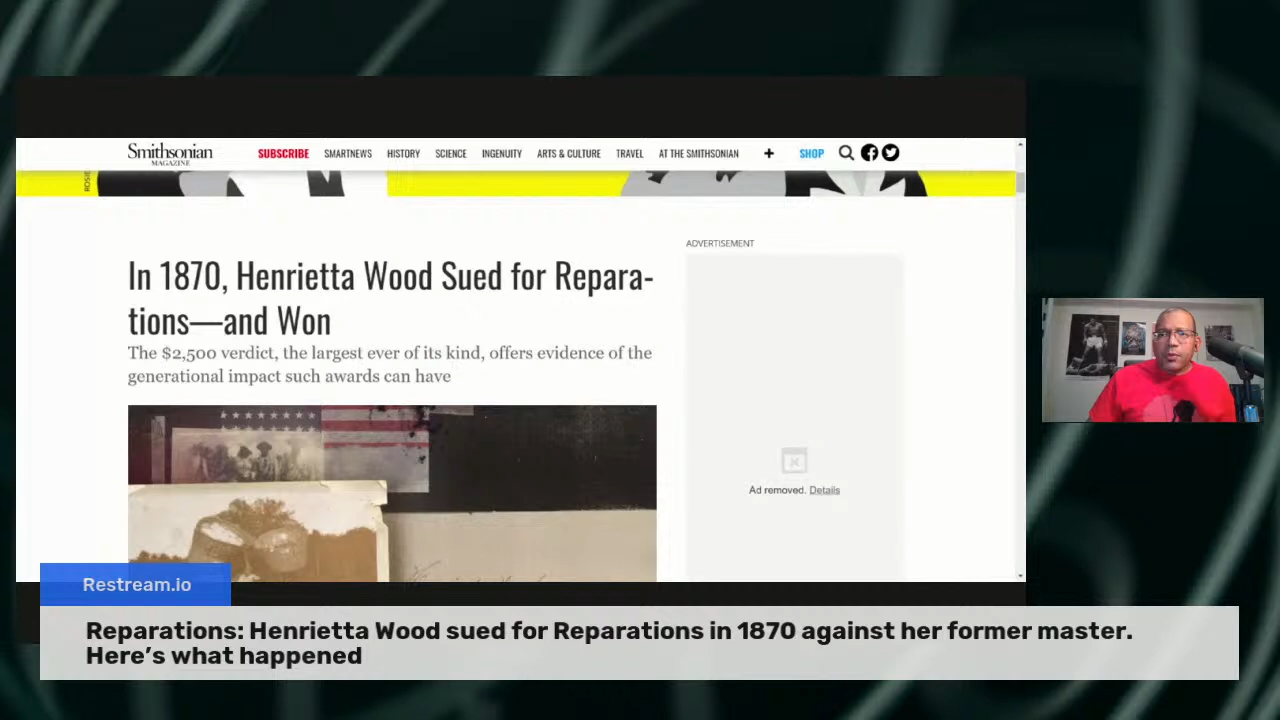 Smithsonian
MAGAZINE
SUBSCRIBE SMARTNEWS HISTORY SCIENCE INGENUITY ARTS & CULTURE TRAVEL AT THE SMITHSONIAN + SHOP
ROSIE
ADVERTISEMENT
In 1870, Henrietta Wood Sued for Repara-
tions—and Won
The $2,500 verdict, the largest ever of its kind, offers evidence of the
generational impact such awards can have
Ad removed. Details
Restream.io
Reparations: Henrietta Wood sued for Reparations in 1870 against her former master.
Here’s what happened